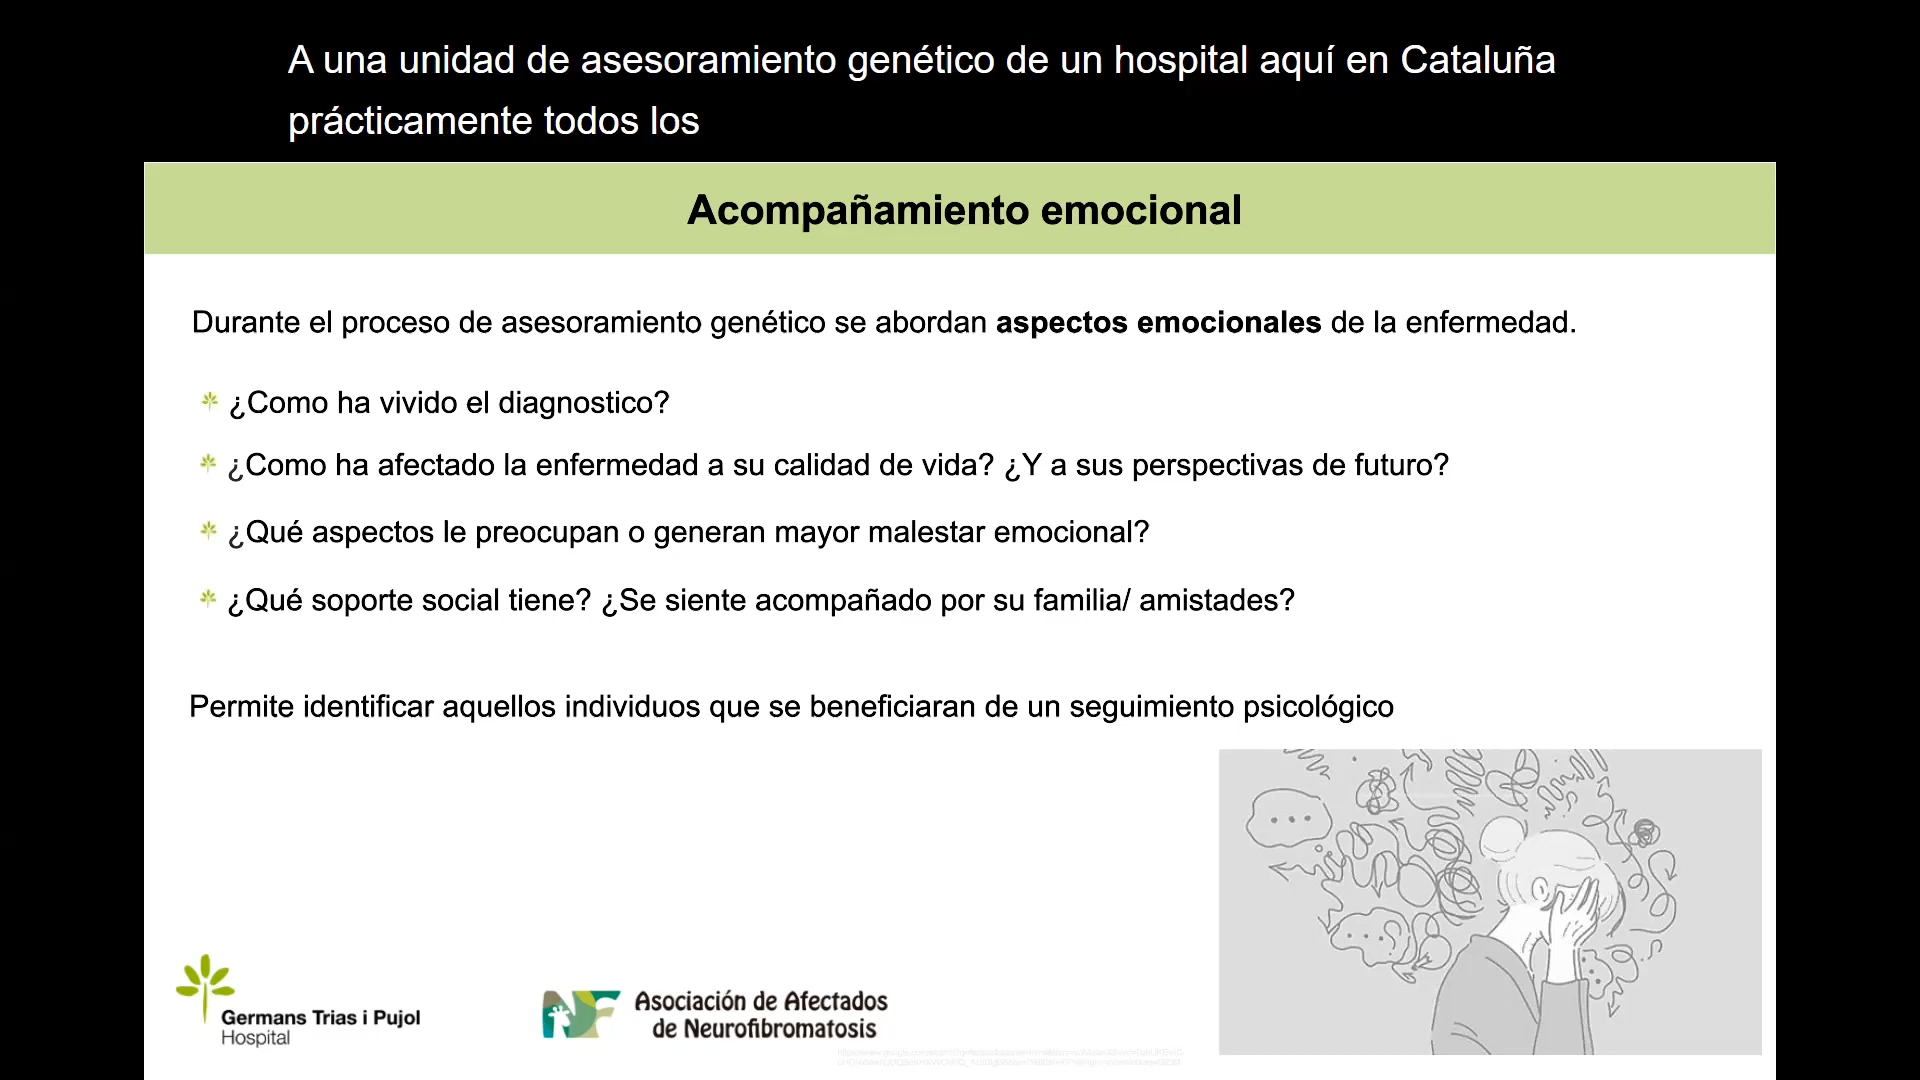 A una unidad de asesoramiento genético de un hospital aquí en Cataluña
prácticamente todos los
Acompañamiento emocional
Durante el proceso de asesoramiento genético se abordan aspectos emocionales de la enfermedad.
¿Como ha vivido el diagnostico?
¿Como ha afectado la enfermedad a su calidad de vida? ¿Y a sus perspectivas de futuro?
¿Qué aspectos le preocupan o generan mayor malestar emocional?
¿Qué soporte social tiene? ¿Se siente acompañado por su familia/ amistades?
Permite identificar aquellos individuos que se beneficiaran de un seguimiento psicológico
Germans Trias i Pujol
Hospital
NF
Asociación de Afectados
de Neurofibromatosis